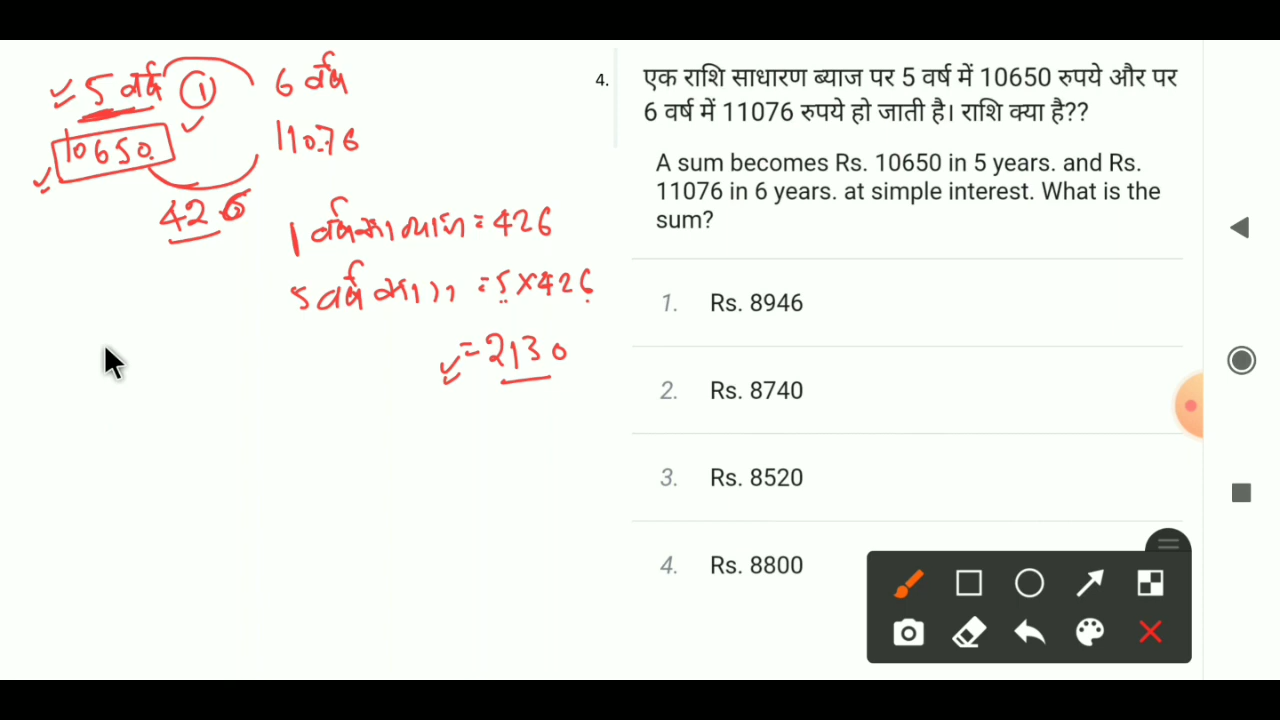 5 वर्ष ① 6 वर्ष
10650 11076
426
1 वर्ष का ब्याज = 426
5 वर्ष का ,, = 5×426
= 2130
4. एक राशि साधारण ब्याज पर 5 वर्ष में 10650 रुपये और पर
6 वर्ष में 11076 रुपये हो जाती है। राशि क्या है??
A sum becomes Rs. 10650 in 5 years. and Rs.
11076 in 6 years. at simple interest. What is the
sum?
1. Rs. 8946
2. Rs. 8740
3. Rs. 8520
4. Rs. 8800